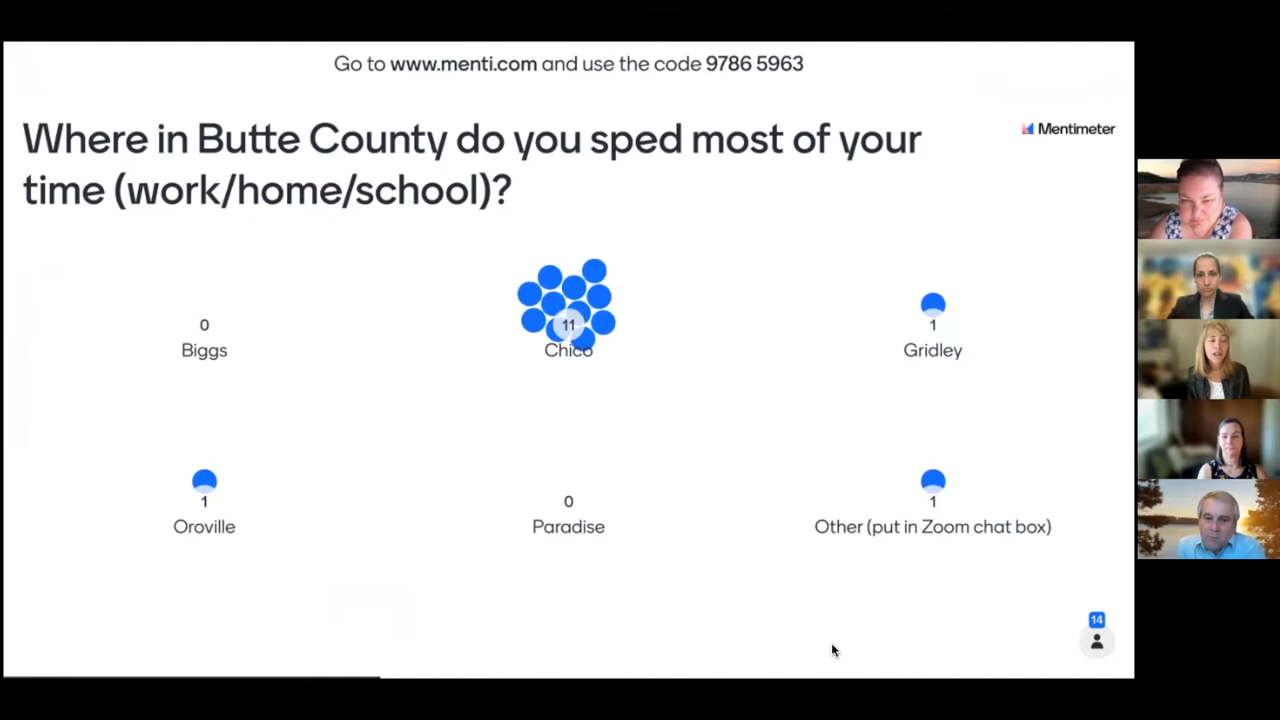 Go to www.menti.com and use the code 9786 5963
Where in Butte County do you sped most of your
time (work/home/school)?
Mentimeter
0
Biggs
11
Chico
1
Gridley
1
Oroville
0
Paradise
1
Other (put in Zoom chat box)
14